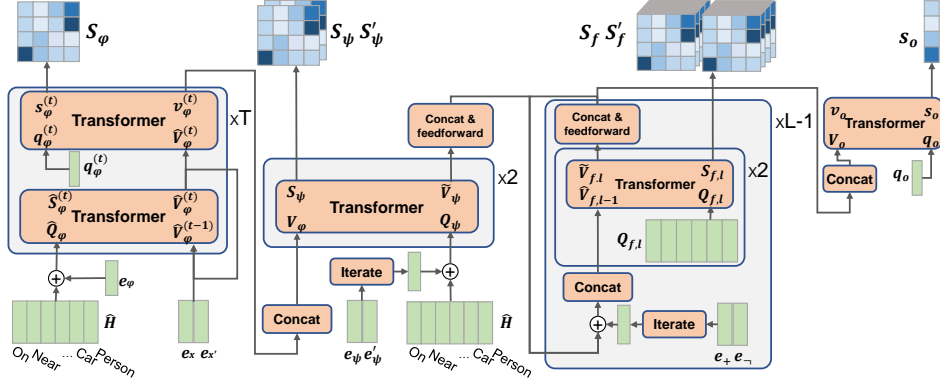 S_φ
S_ψ S'_ψ
S_f S'_f
s_o
s_φ^(t) v_φ^(t)
Transformer
q_φ^(t) V̂_φ^(t)
xT
q_φ^(t)
Ŝ_φ^(t) V̂_φ^(t)
Transformer
Q̂_φ V̂_φ^(t-1)
e_φ
Ĥ
On Near ... Car Person
e_x e_x'
Concat
Concat & feedforward
x2
S_ψ Ṽ_ψ
Transformer
V_φ Q_ψ
Iterate
e_ψ e'_ψ
Ĥ
On Near ... Car Person
Concat & feedforward
xL-1
x2
Ṽ_f,l S_f,l
Transformer
V̂_f,l-1 Q_f,l
Q_f,l
Concat
Iterate
e_+ e_¬
v_o s_o
Transformer
V_o q_o
Concat
q_o